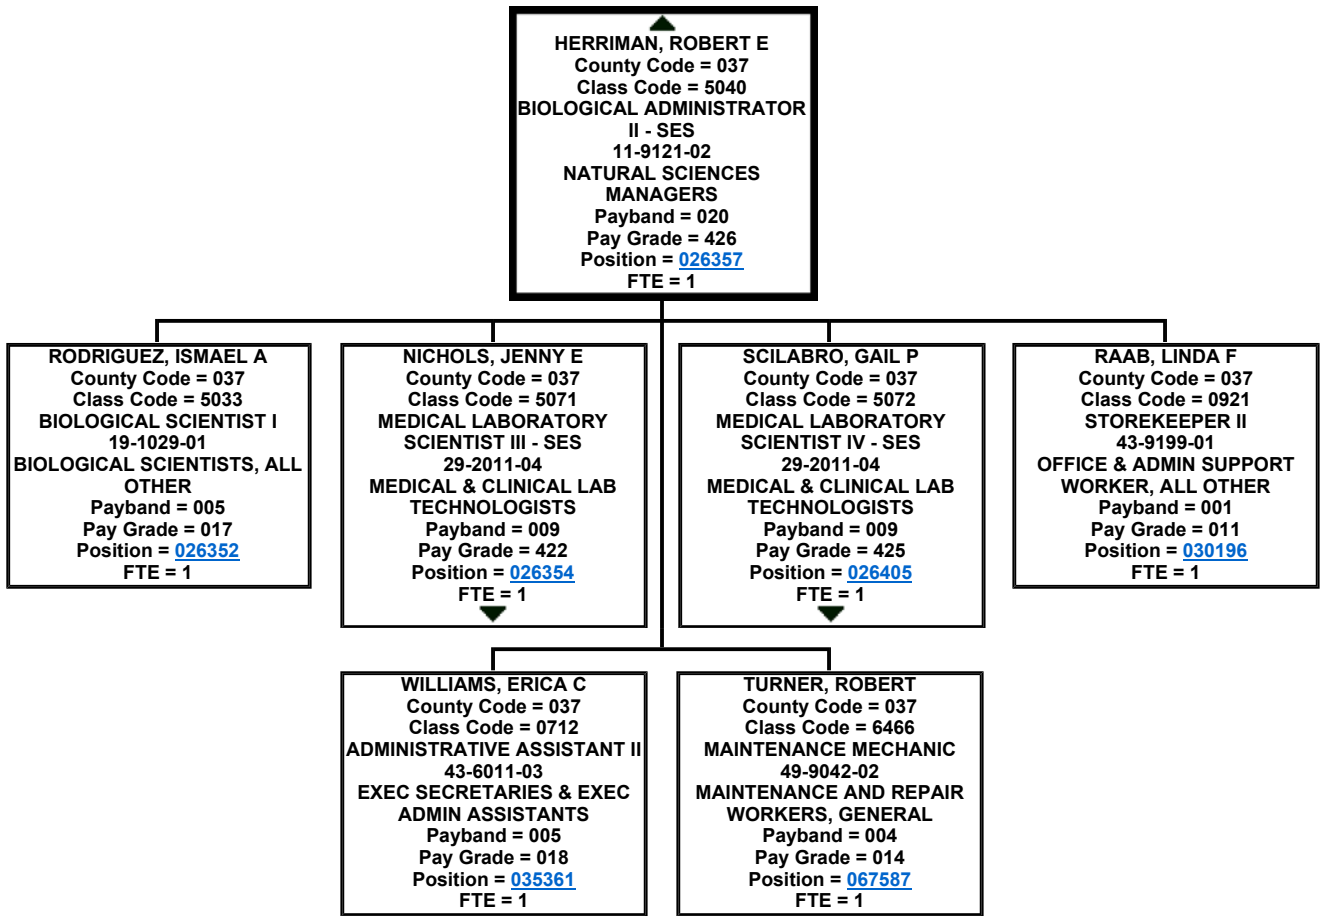 HERRIMAN, ROBERT E
County Code = 037
Class Code = 5040
BIOLOGICAL ADMINISTRATOR
II - SES
11-9121-02
NATURAL SCIENCES
MANAGERS
Payband = 020
Pay Grade = 426
Position = 026357
FTE = 1
RODRIGUEZ, ISMAEL A
County Code = 037
Class Code = 5033
BIOLOGICAL SCIENTIST I
19-1029-01
BIOLOGICAL SCIENTISTS, ALL
OTHER
Payband = 005
Pay Grade = 017
Position = 026352
FTE = 1
NICHOLS, JENNY E
County Code = 037
Class Code = 5071
MEDICAL LABORATORY
SCIENTIST III - SES
29-2011-04
MEDICAL & CLINICAL LAB
TECHNOLOGISTS
Payband = 009
Pay Grade = 422
Position = 026354
FTE = 1
SCILABRO, GAIL P
County Code = 037
Class Code = 5072
MEDICAL LABORATORY
SCIENTIST IV - SES
29-2011-04
MEDICAL & CLINICAL LAB
TECHNOLOGISTS
Payband = 009
Pay Grade = 425
Position = 026405
FTE = 1
RAAB, LINDA F
County Code = 037
Class Code = 0921
STOREKEEPER II
43-9199-01
OFFICE & ADMIN SUPPORT
WORKER, ALL OTHER
Payband = 001
Pay Grade = 011
Position = 030196
FTE = 1
WILLIAMS, ERICA C
County Code = 037
Class Code = 0712
ADMINISTRATIVE ASSISTANT II
43-6011-03
EXEC SECRETARIES & EXEC
ADMIN ASSISTANTS
Payband = 005
Pay Grade = 018
Position = 035361
FTE = 1
TURNER, ROBERT
County Code = 037
Class Code = 6466
MAINTENANCE MECHANIC
49-9042-02
MAINTENANCE AND REPAIR
WORKERS, GENERAL
Payband = 004
Pay Grade = 014
Position = 067587
FTE = 1